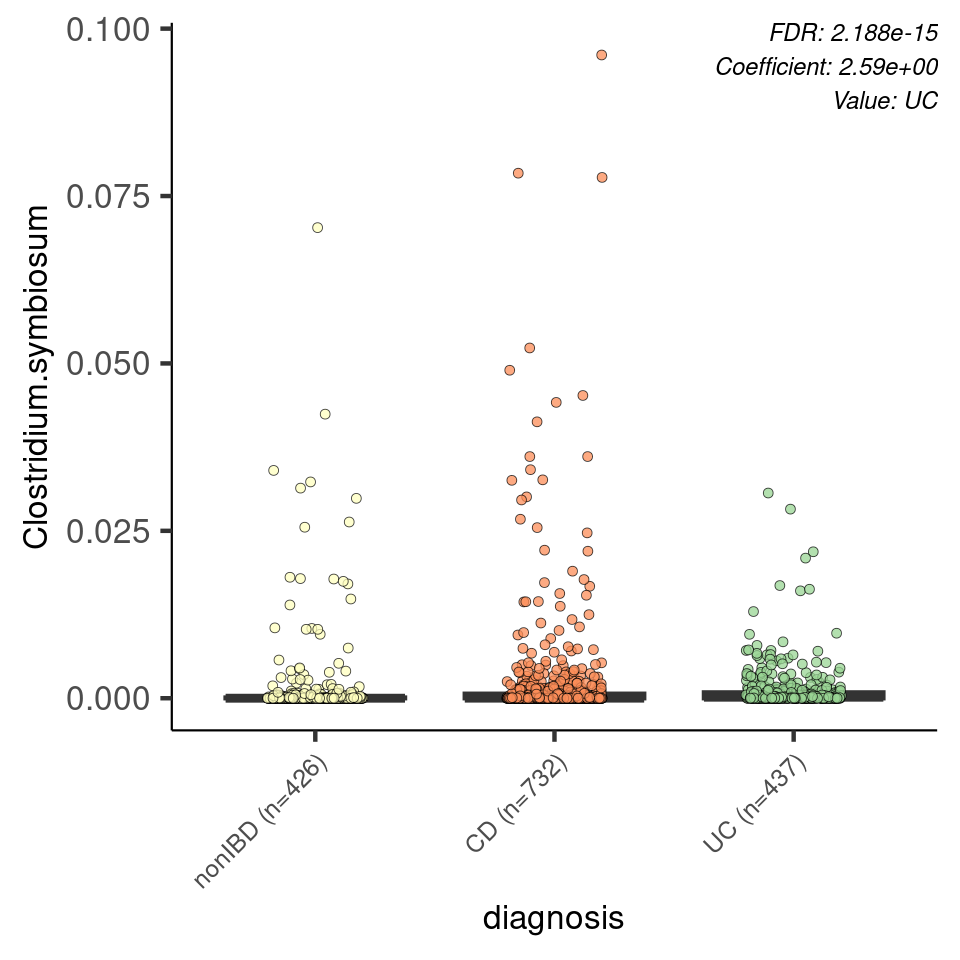 FDR: 2.188e-15
Coefficient: 2.59e+00
Value: UC
Clostridium.symbiosum
0.100
0.075
0.050
0.025
0.000
nonIBD (n=426)
CD (n=732)
UC (n=437)
diagnosis